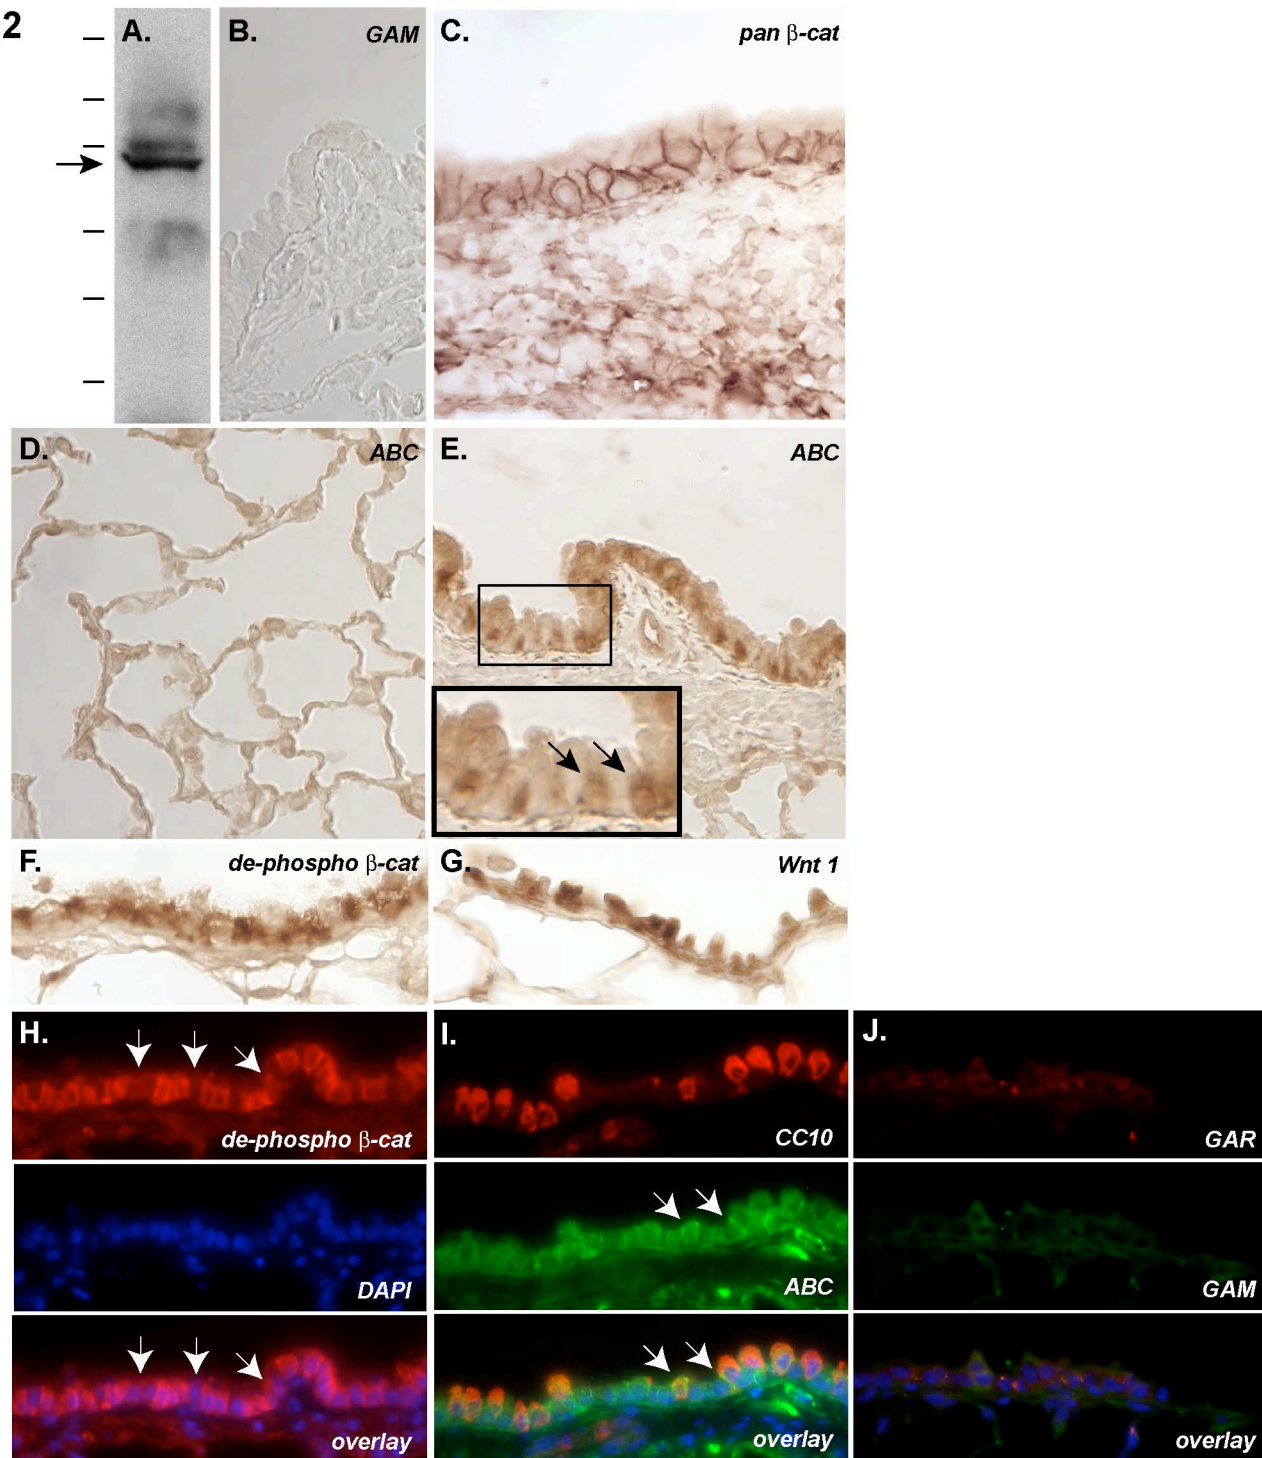 2
A.
B.
GAM
C.
pan β-cat
D.
ABC
E.
ABC
F.
de-phospho β-cat
G.
Wnt 1
H.
de-phospho β-cat
I.
CC10
J.
GAR
DAPI
ABC
GAM
overlay
overlay
overlay